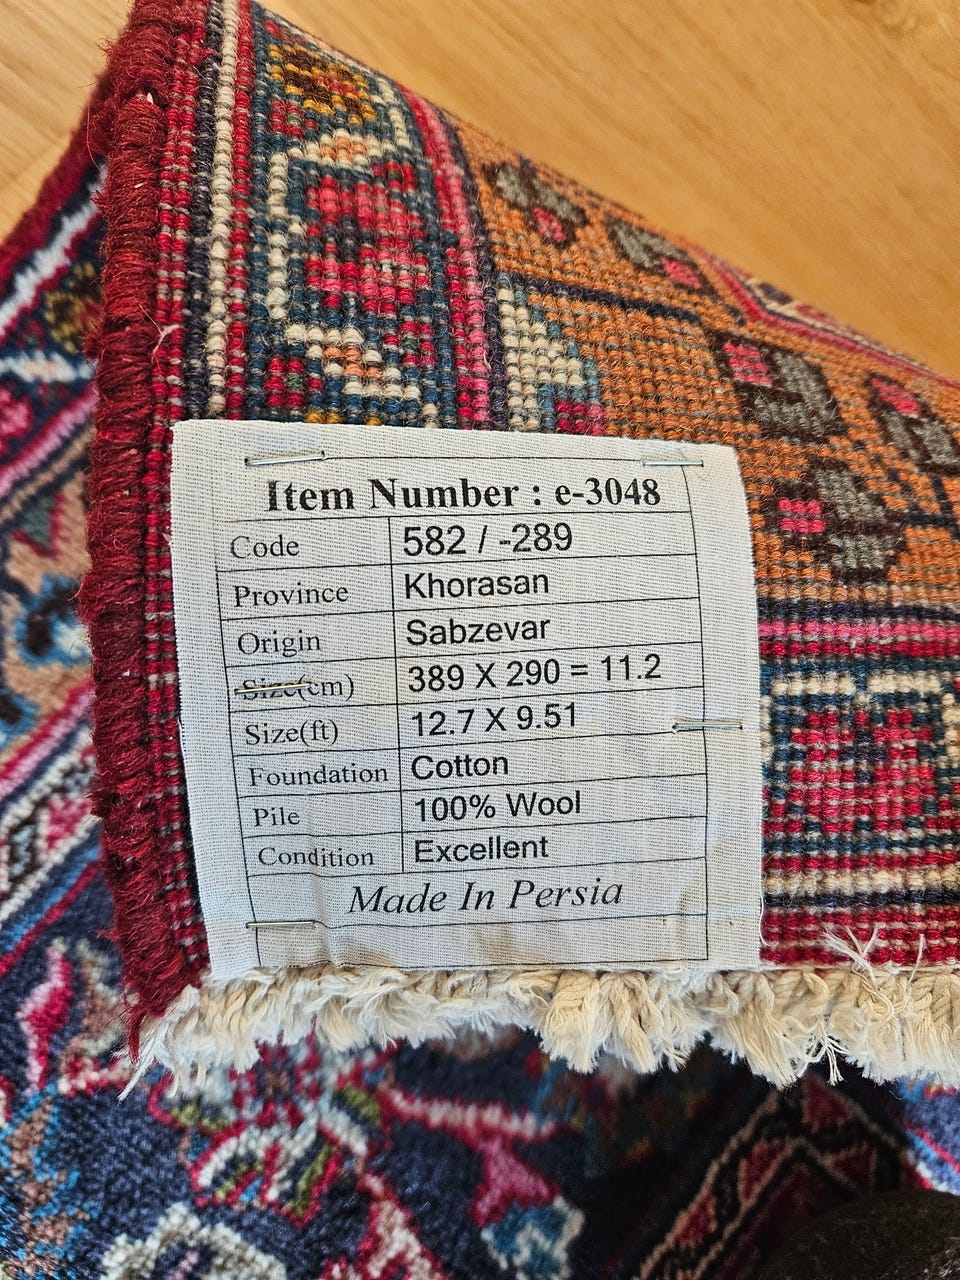 Item Number : e-3048
Code 582 / -289
Province Khorasan
Origin Sabzevar
Size(cm) 389 X 290 = 11.2
Size(ft) 12.7 X 9.51
Foundation Cotton
Pile 100% Wool
Condition Excellent
Made In Persia